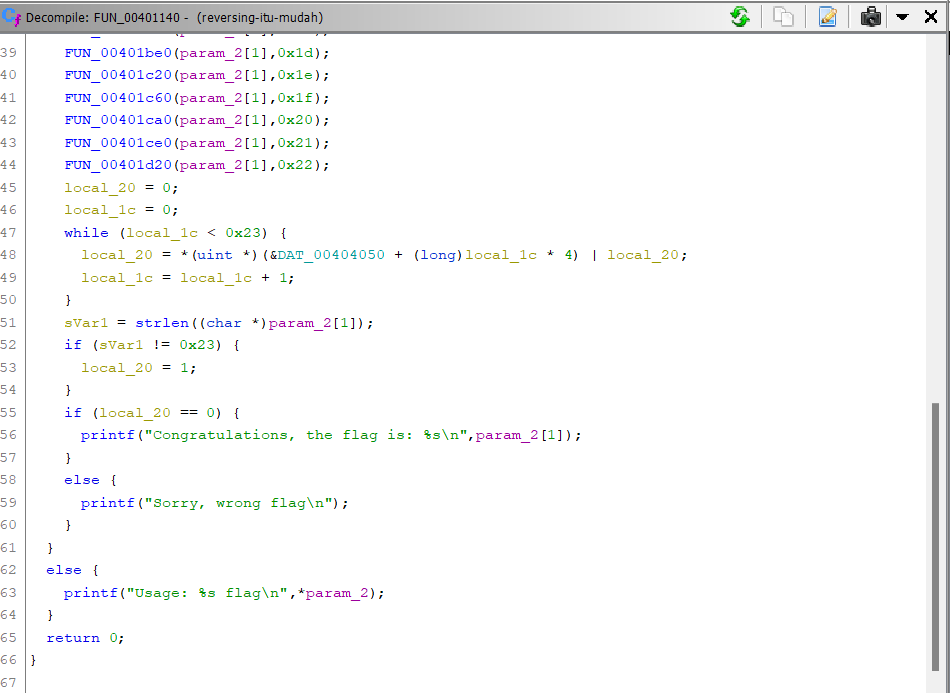 Decompile: FUN_00401140 - (reversing-itu-mudah)
39 FUN_00401be0(param_2[1],0x1d);
40 FUN_00401c20(param_2[1],0x1e);
41 FUN_00401c60(param_2[1],0x1f);
42 FUN_00401ca0(param_2[1],0x20);
43 FUN_00401ce0(param_2[1],0x21);
44 FUN_00401d20(param_2[1],0x22);
45 local_20 = 0;
46 local_1c = 0;
47 while (local_1c < 0x23) {
48 local_20 = *(uint *)(&DAT_00404050 + (long)local_1c * 4) | local_20;
49 local_1c = local_1c + 1;
50 }
51 sVar1 = strlen((char *)param_2[1]);
52 if (sVar1 != 0x23) {
53 local_20 = 1;
54 }
55 if (local_20 == 0) {
56 printf("Congratulations, the flag is: %s\n",param_2[1]);
57 }
58 else {
59 printf("Sorry, wrong flag\n");
60 }
61 }
62 else {
63 printf("Usage: %s flag\n",*param_2);
64 }
65 return 0;
66 }
67